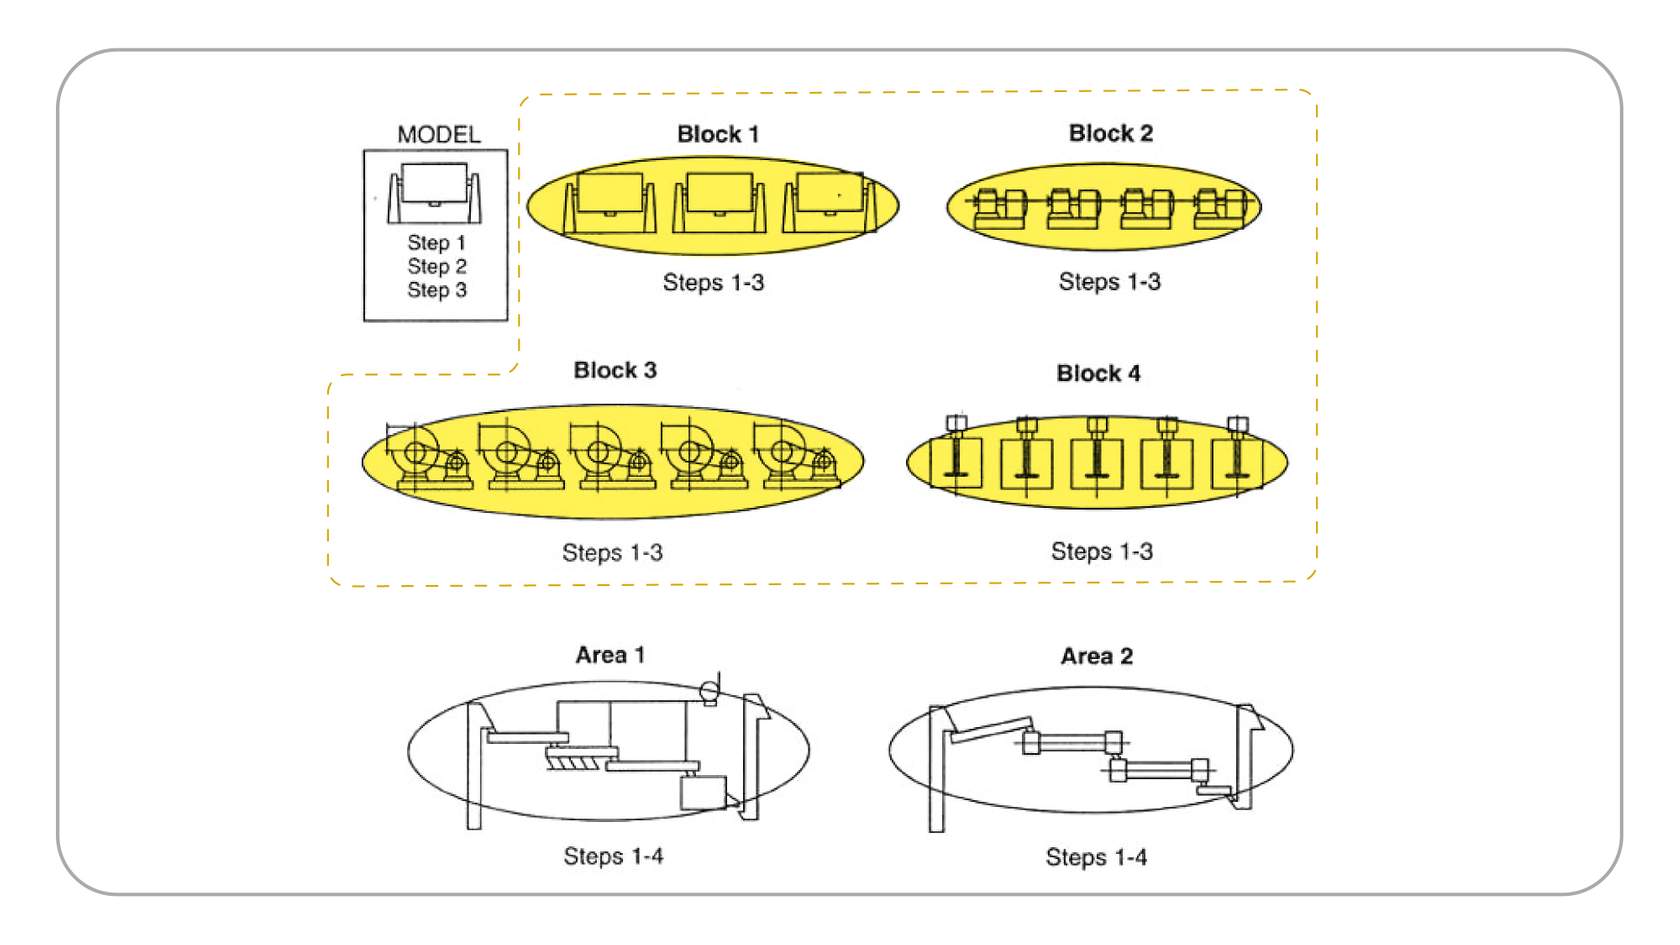 MODEL
Step 1
Step 2
Step 3
Block 1
Steps 1-3
Block 2
Steps 1-3
Block 3
Steps 1-3
Block 4
Steps 1-3
Area 1
Steps 1-4
Area 2
Steps 1-4